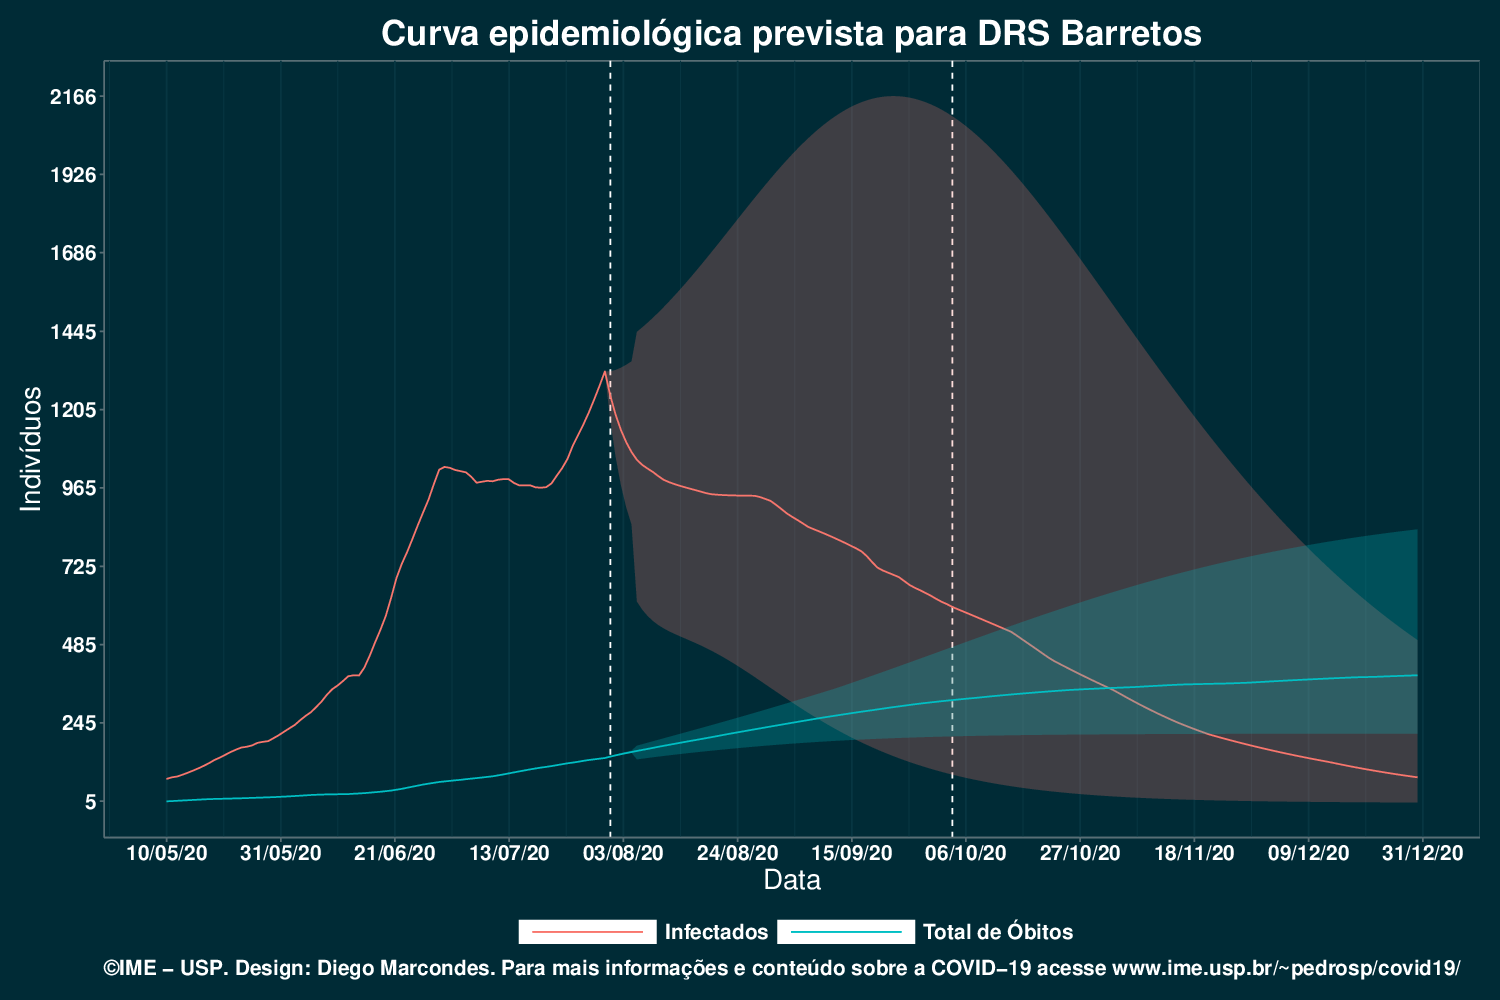 Curva epidemiológica prevista para DRS Barretos
2166
1926
1686
1445
1205
965
725
485
245
5
Indivíduos
10/05/20 31/05/20 21/06/20 13/07/20 03/08/20 24/08/20 15/09/20 06/10/20 27/10/20 18/11/20 09/12/20 31/12/20
Data
Infectados Total de Óbitos
©IME − USP. Design: Diego Marcondes. Para mais informações e conteúdo sobre a COVID−19 acesse www.ime.usp.br/~pedrosp/covid19/